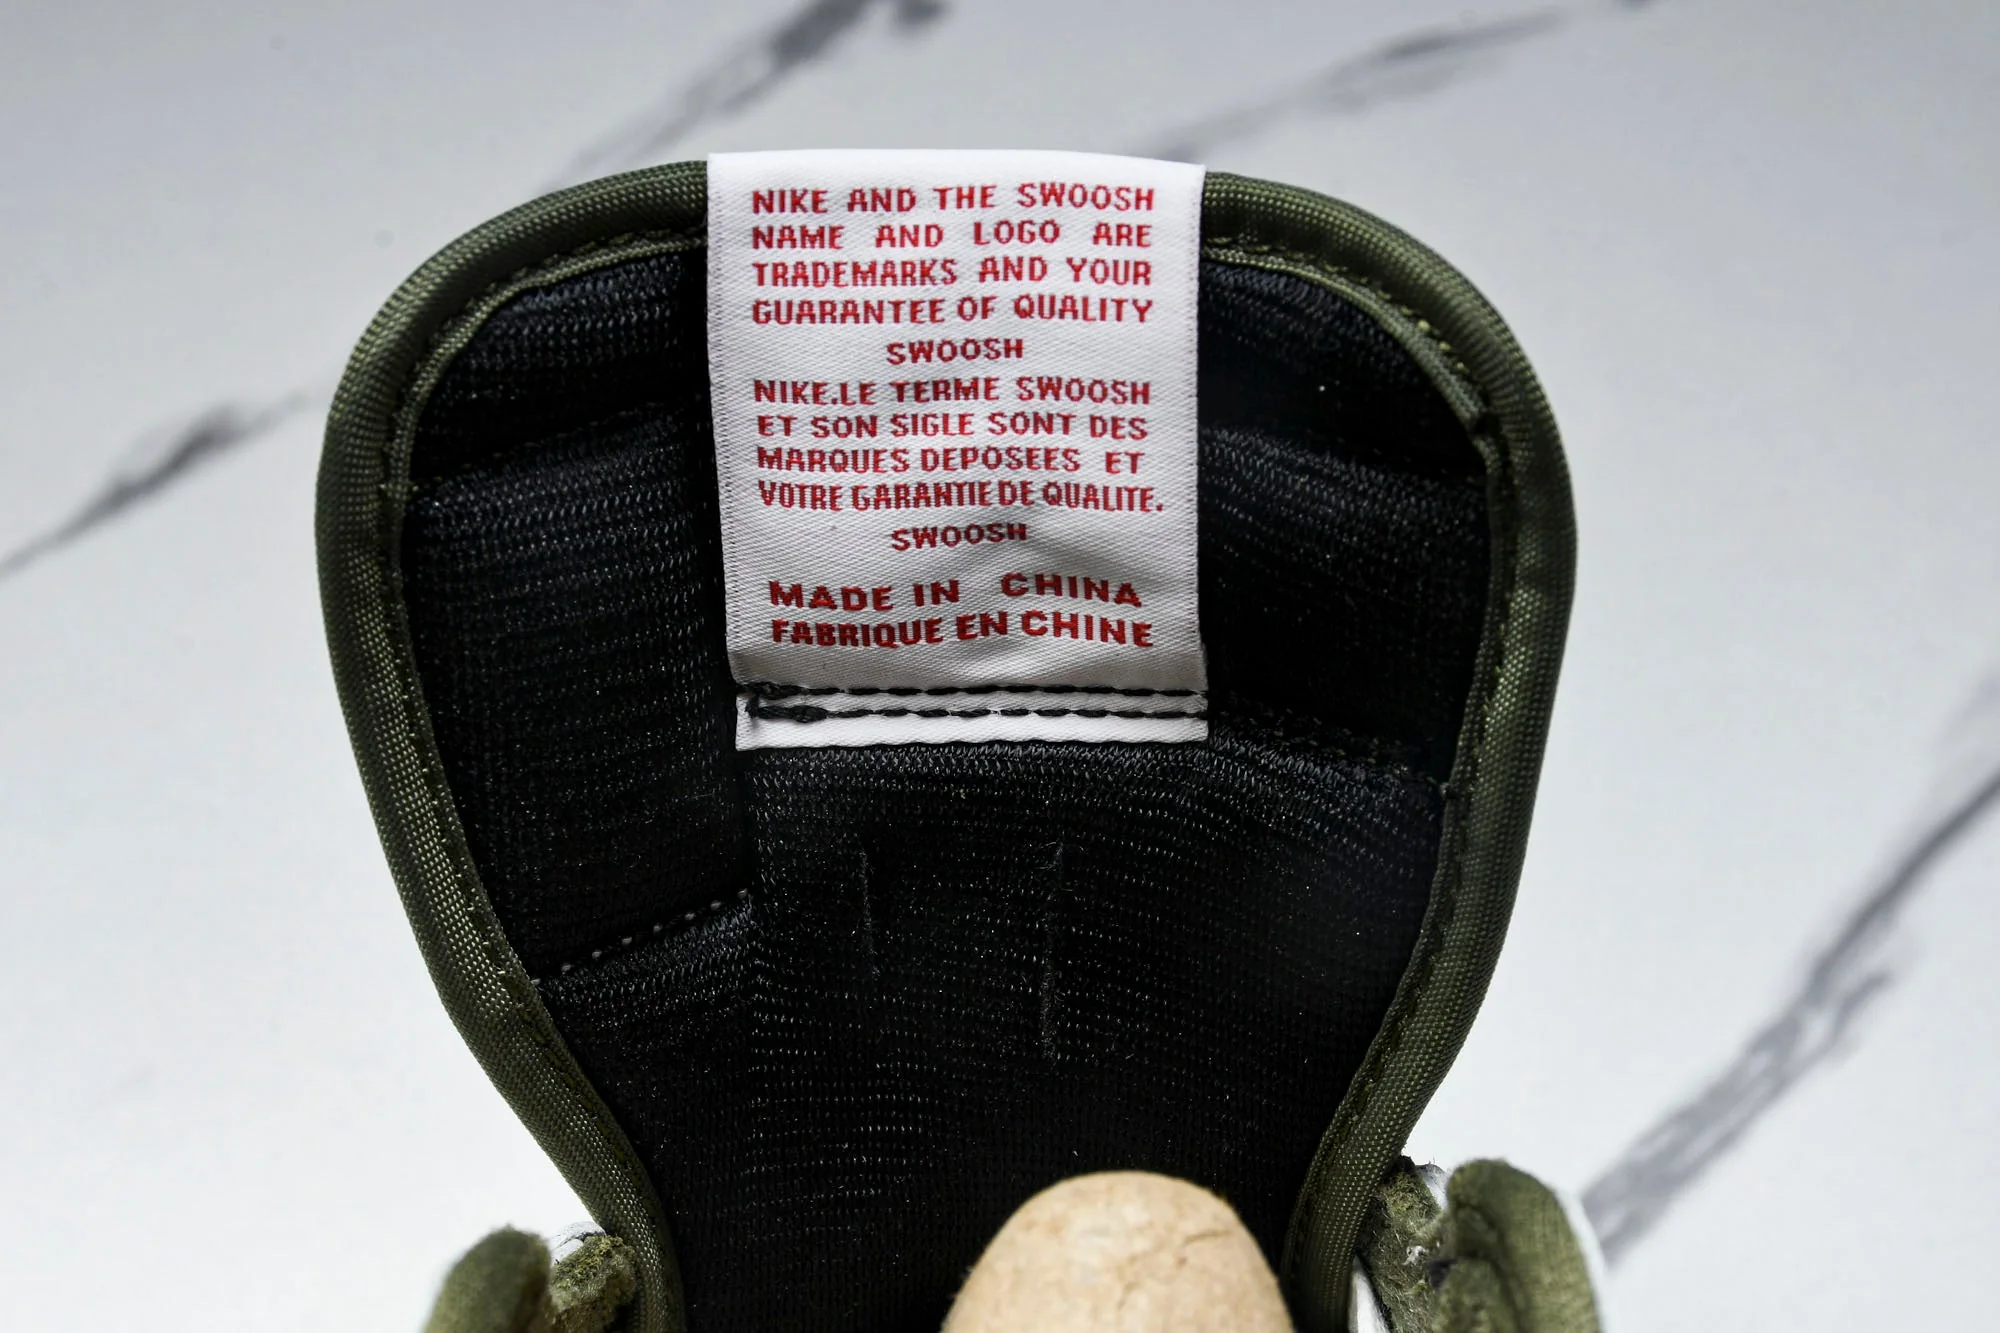 NIKE AND THE SWOOSH
NAME AND LOGO ARE
TRADEMARKS AND YOUR
GUARANTEE OF QUALITY
SWOOSH
NIKE.LE TERME SWOOSH
ET SON SIGLE SONT DES
MARQUES DEPOSEES ET
VOTRE GARANTIE DE QUALITE.
SWOOSH
MADE IN CHINA
FABRIQUE EN CHINE